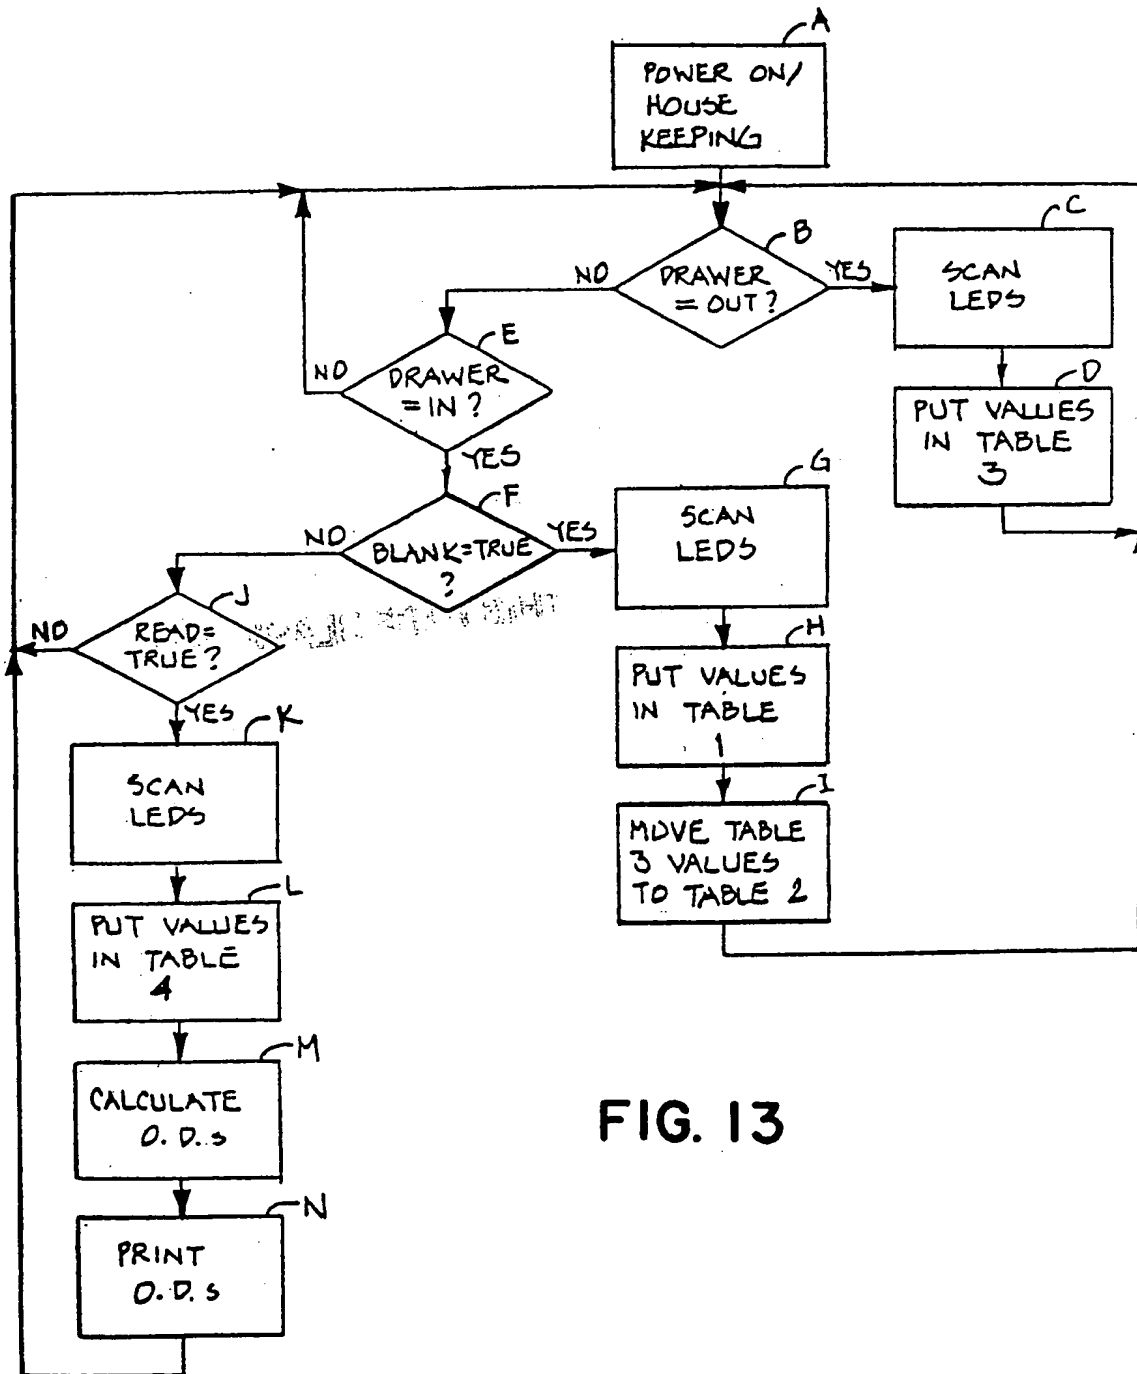 A
POWER ON/
HOUSE
KEEPING
B
DRAWER
= OUT?
NO
YES
C
SCAN
LEDS
D
PUT VALUES
IN TABLE
3
E
DRAWER
= IN?
NO
YES
F
BLANK=TRUE
?
NO
YES
G
SCAN
LEDS
H
PUT VALUES
IN TABLE
1
I
MOVE TABLE
3 VALUES
TO TABLE 2
J
READ=
TRUE?
NO
YES
K
SCAN
LEDS
L
PUT VALUES
IN TABLE
4
M
CALCULATE
O.D.s
N
PRINT
O.D.s
FIG. 13